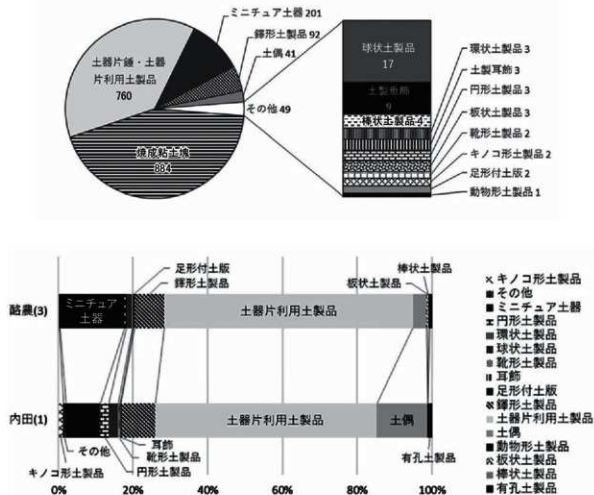 ミニチュア土器 201
鐸形土製品 92
土偶 41
土器片錘・土器
片利用土製品
760
その他 49
焼成粘土塊
884
球状土製品
17
土製垂飾
9
棒状土製品 4
環状土製品 3
土製耳飾 3
円形土製品 3
板状土製品 3
靴形土製品 2
キノコ形土製品 2
足形付土版 2
動物形土製品 1
足形付土版
鐸形土製品
棒状土製品
板状土製品
酪農(3)
ミニチュア
土器
土器片利用土製品
内田(1)
土器片利用土製品
土偶
その他
耳飾
靴形土製品
円形土製品
キノコ形土製品
有孔土製品
0%
20%
40%
60%
80%
100%
キノコ形土製品
その他
ミニチュア土器
円形土製品
環状土製品
球状土製品
靴形土製品
耳飾
足形付土版
鐸形土製品
土器片利用土製品
土偶
動物形土製品
板状土製品
棒状土製品
有孔土製品